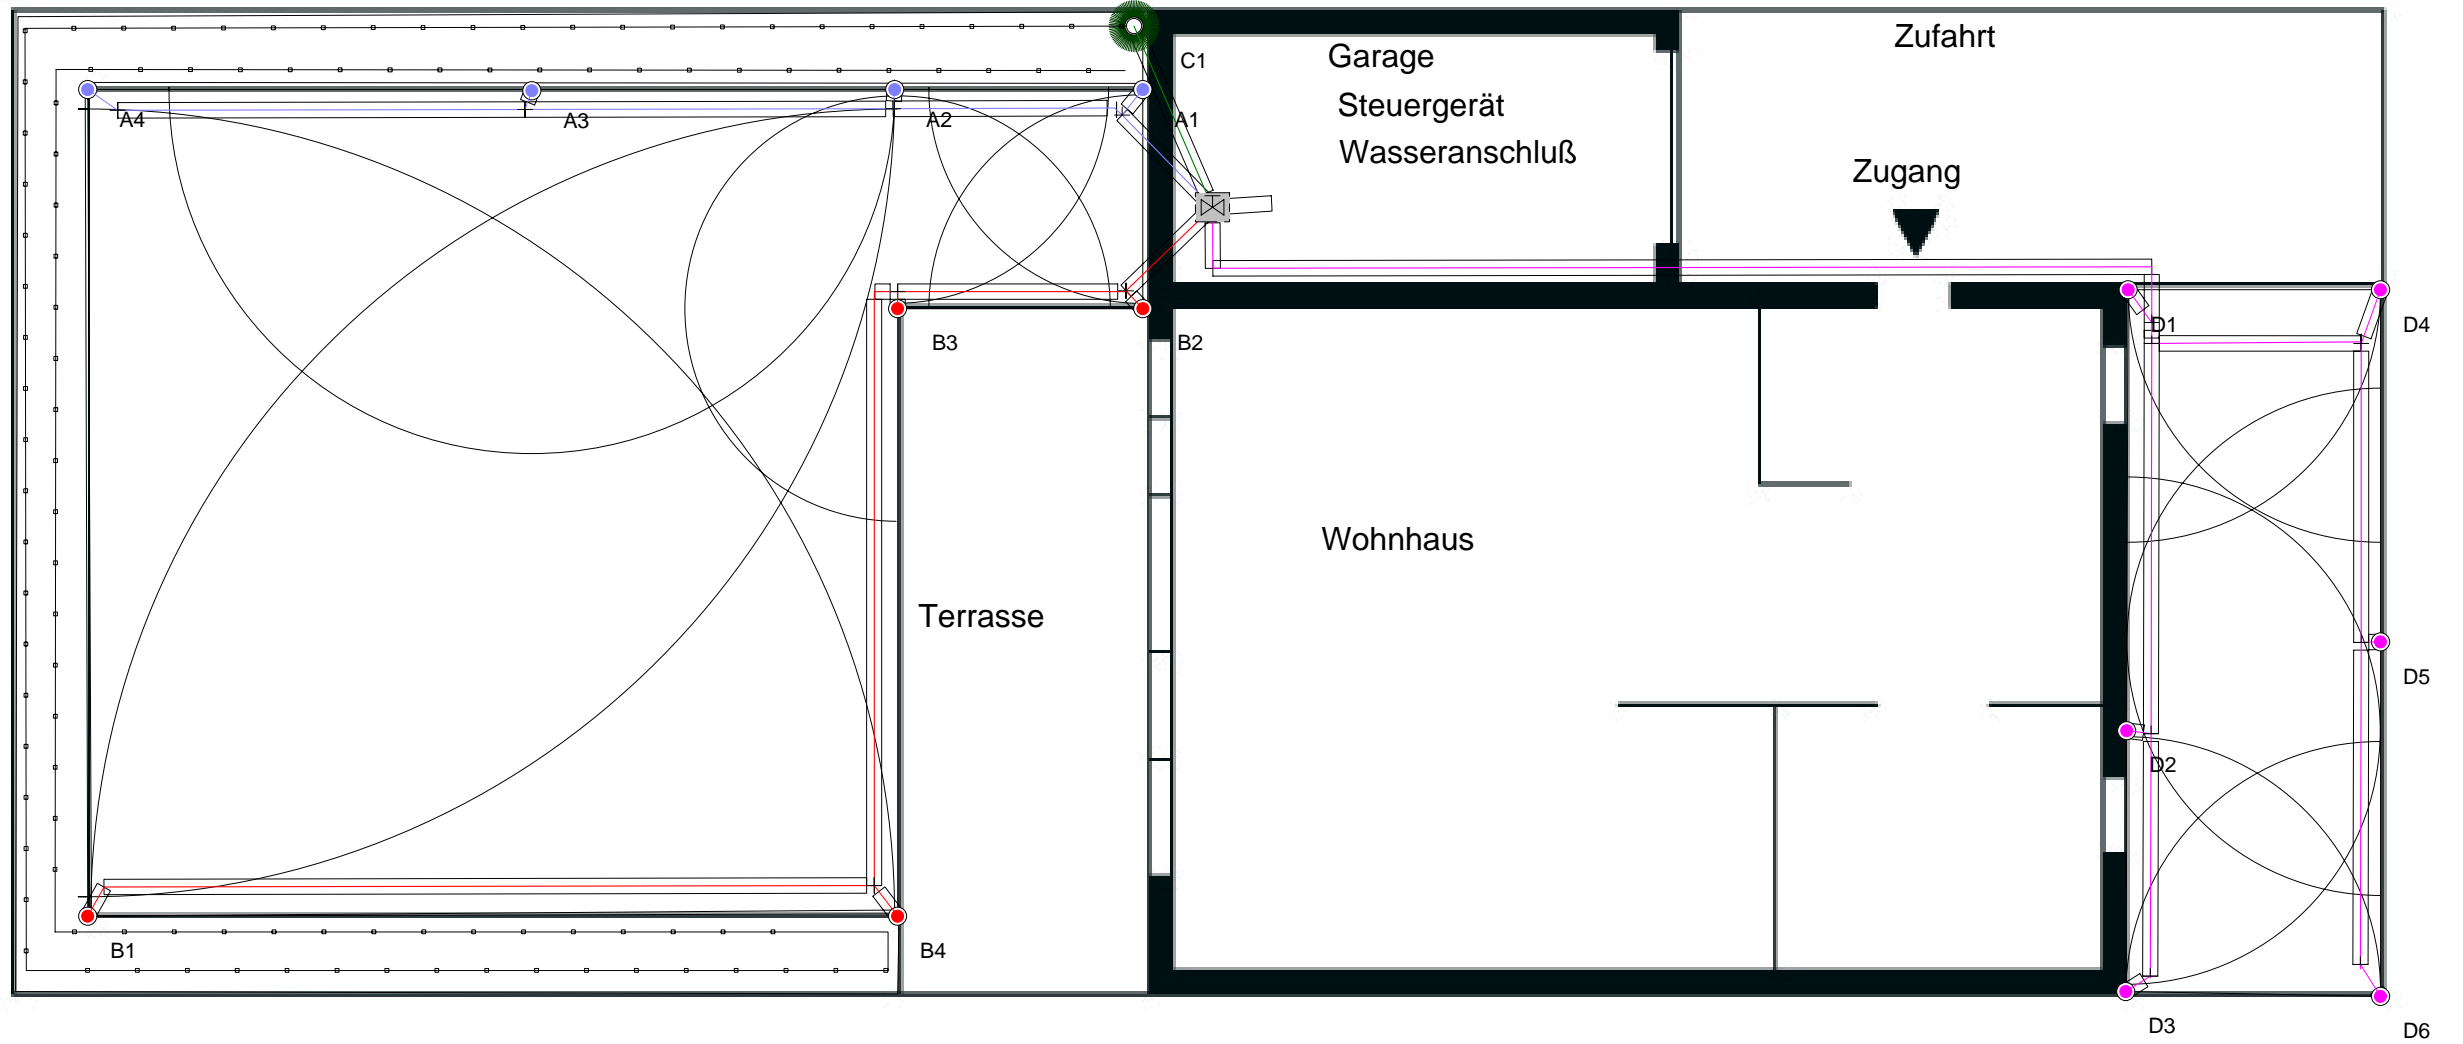 Zufahrt
C1
Garage
Steuergerät
Wasseranschluß
A4
A3
A2
A1
Zugang
B3
B2
D1
D4
Wohnhaus
Terrasse
D5
D2
B1
B4
D3
D6